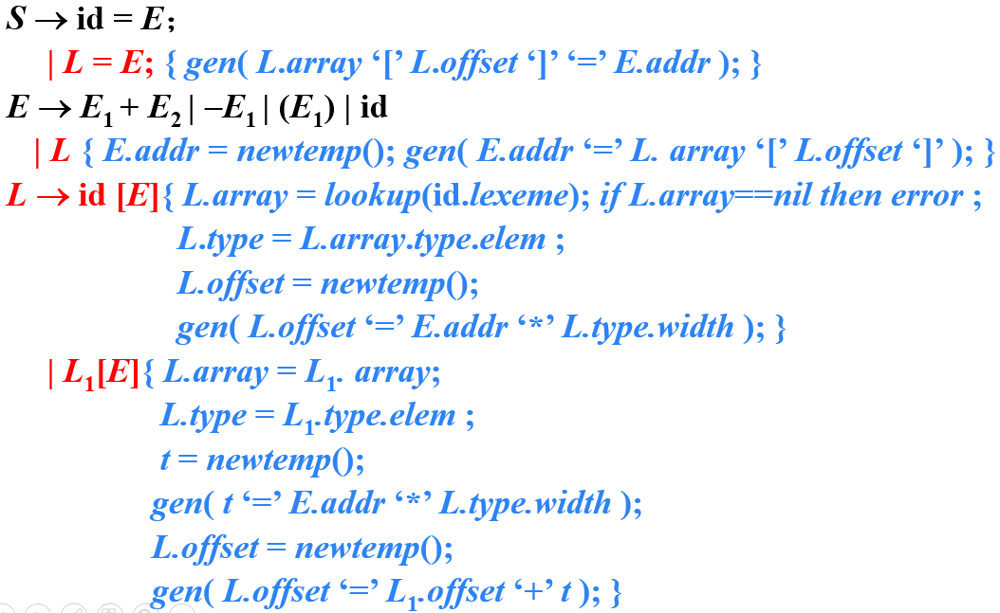 S → id = E;
| L = E; { gen( L.array ‘[’ L.offset ‘]’ ‘=’ E.addr ); }
E → E₁ + E₂ | –E₁ | (E₁) | id
| L { E.addr = newtemp(); gen( E.addr ‘=’ L. array ‘[’ L.offset ‘]’ ); }
L → id [E]{ L.array = lookup(id.lexeme); if L.array==nil then error ;
L.type = L.array.type.elem ;
L.offset = newtemp();
gen( L.offset ‘=’ E.addr ‘*’ L.type.width ); }
| L₁[E]{ L.array = L₁. array;
L.type = L₁.type.elem ;
t = newtemp();
gen( t ‘=’ E.addr ‘*’ L.type.width );
L.offset = newtemp();
gen( L.offset ‘=’ L₁.offset ‘+’ t ); }